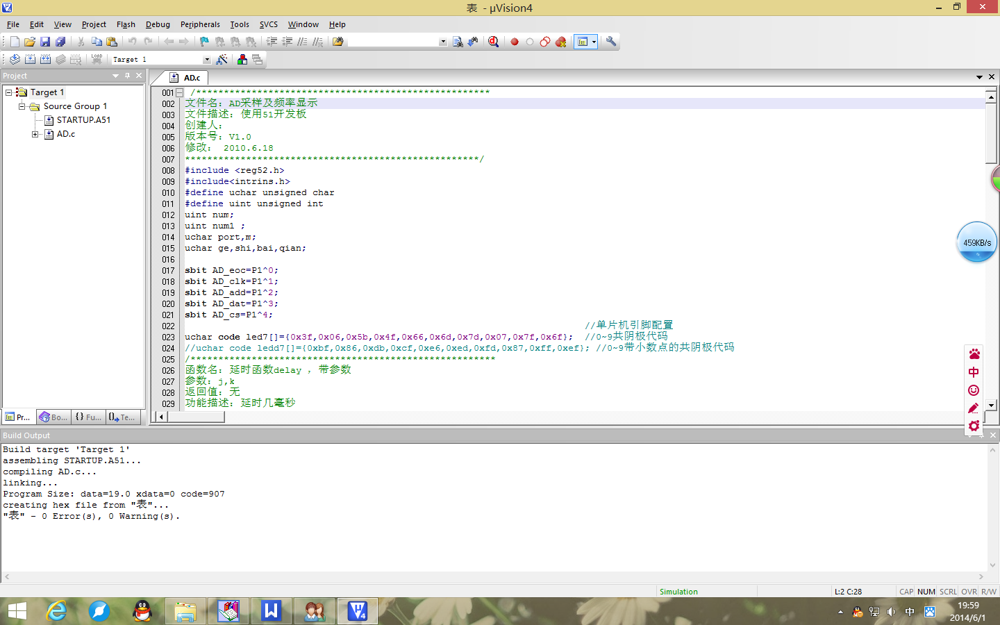 表 - µVision4
File Edit View Project Flash Debug Peripherals Tools SVCS Window Help
LOAD Target 1
Project
AD.c
Target 1
Source Group 1
STARTUP.A51
AD.c
001 /*****************************************************
002 文件名：AD采样及频率显示
003 文件描述：使用51开发板
004 创建人：
005 版本号：V1.0
006 修改： 2010.6.18
007 *****************************************************/
008 #include <reg52.h>
009 #include<intrins.h>
010 #define uchar unsigned char
011 #define uint unsigned int
012 uint num;
013 uint num1 ;
014 uchar port,m;
015 uchar ge,shi,bai,qian;
016
017 sbit AD_eoc=P1^0;
018 sbit AD_clk=P1^1;
019 sbit AD_add=P1^2;
020 sbit AD_dat=P1^3;
021 sbit AD_cs=P1^4;
022 //单片机引脚配置
023 uchar code led7[]={0x3f,0x06,0x5b,0x4f,0x66,0x6d,0x7d,0x07,0x7f,0x6f}; //0~9共阴极代码
024 //uchar code ledd7[]={0xbf,0x86,0xdb,0xcf,0xe6,0xed,0xfd,0x87,0xff,0xef}; //0~9带小数点的共阴极代码
025 /*******************************************************
026 函数名：延时函数delay ，带参数
027 参数：j,k
028 返回值：无
029 功能描述：延时几毫秒
459KB/s
中
Pr... Bo... {} Fu... Te...
Build Output
Build target 'Target 1'
assembling STARTUP.A51...
compiling AD.c...
linking...
Program Size: data=19.0 xdata=0 code=907
creating hex file from "表"...
"表" - 0 Error(s), 0 Warning(s).
Simulation L:2 C:28 CAP NUM SCRL OVR R/W
中
19:59
2014/6/1